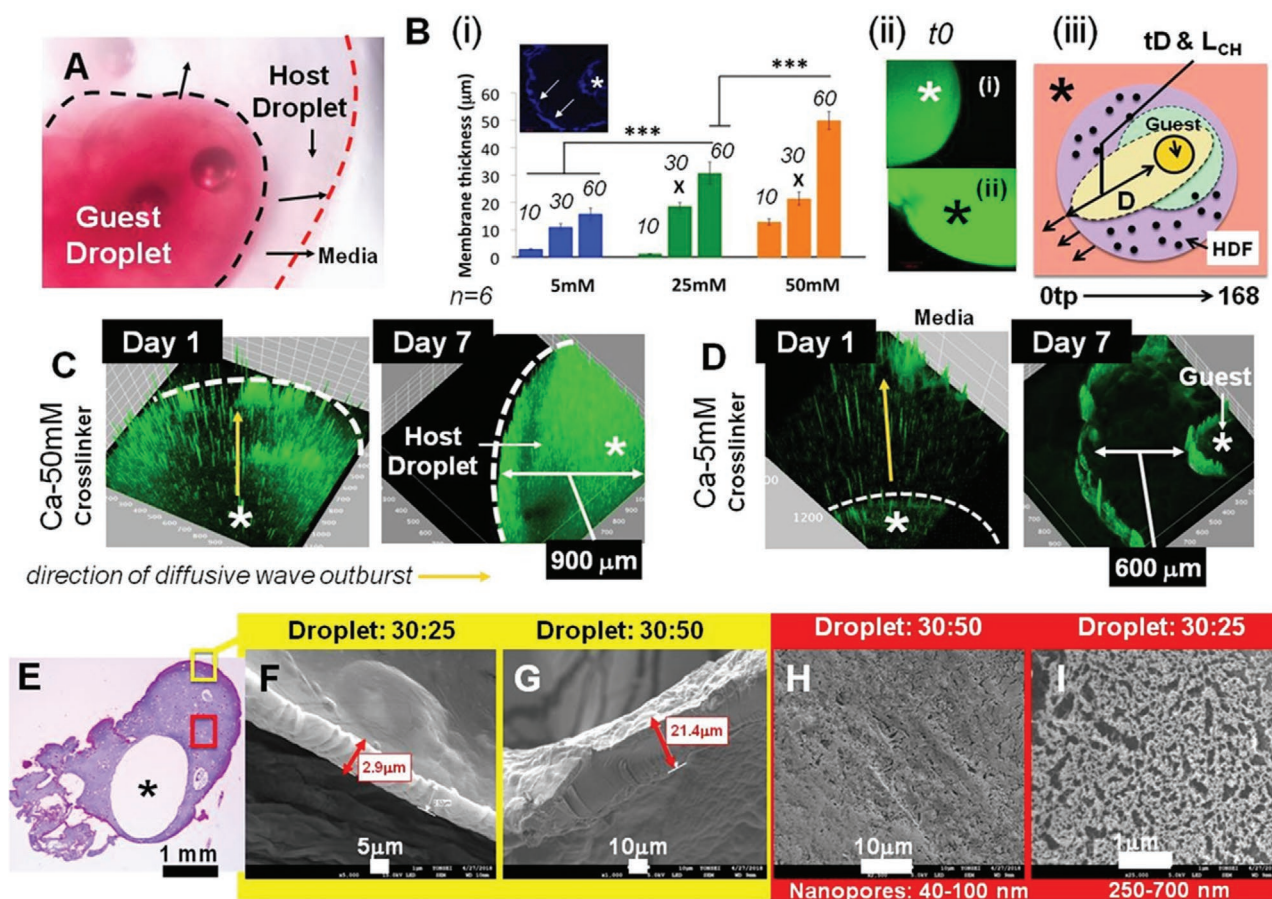 A
Host
Droplet
Guest
Droplet
Media
B
(i)
Membrane thickness (μm)
60
50
40
30
20
10
0
***
***
*
10
30
60
10
30
X
60
10
30
X
60
5mM
25mM
50mM
n=6
(ii) t0
*
(i)
*
(ii)
(iii)
tD & LCH
*
Guest
D
HDF
0tp
168
C
Ca-50mM
Crosslinker
Day 1
*
Day 7
Host
Droplet
*
900 μm
direction of diffusive wave outburst
D
Ca-5mM
Crosslinker
Media
Day 1
1200
*
Day 7
Guest
*
600 μm
E
*
1 mm
Droplet: 30:25
F
2.9μm
5μm
Droplet: 30:50
G
21.4μm
10μm
Droplet: 30:50
H
10μm
Nanopores: 40-100 nm
Droplet: 30:25
I
1μm
250-700 nm